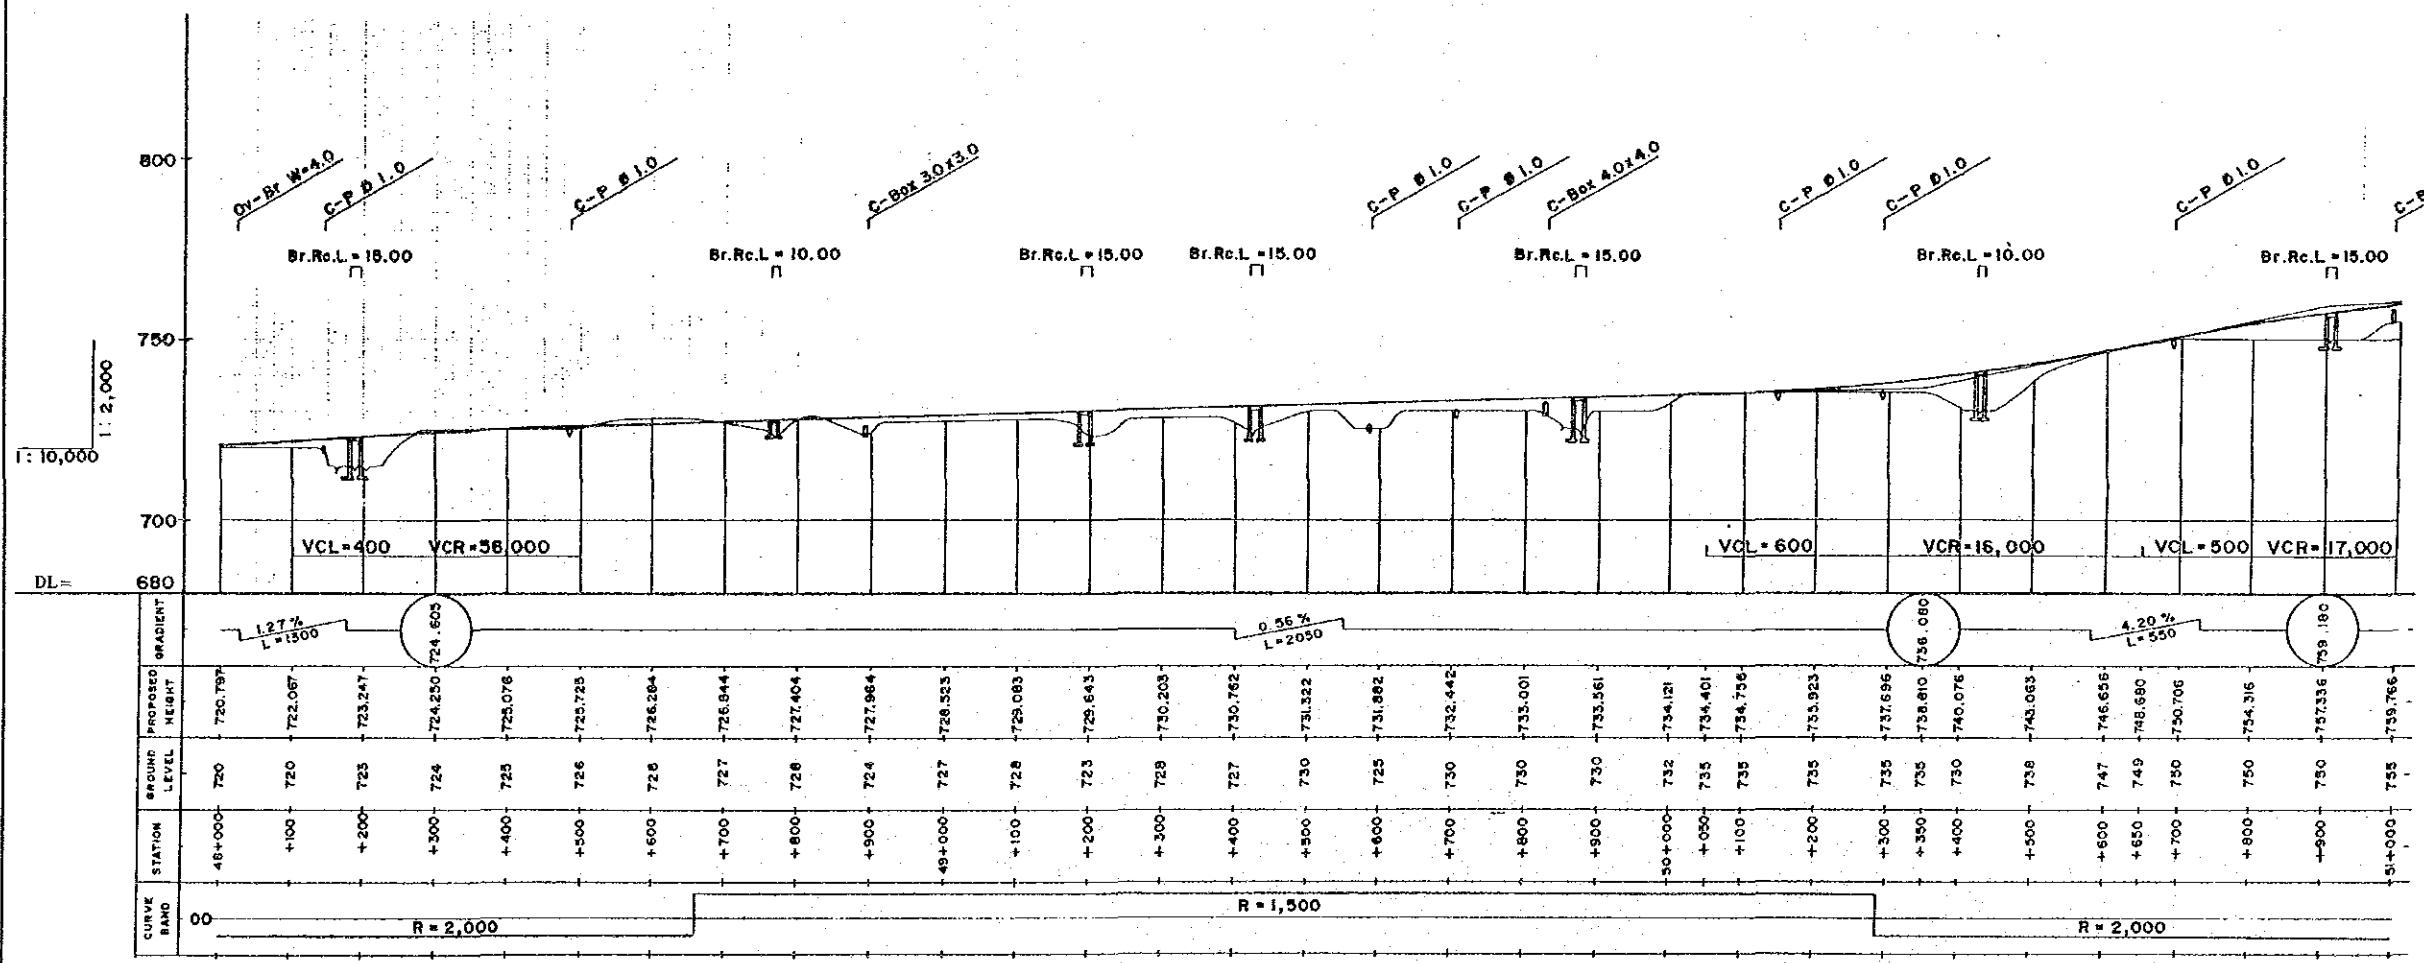 800
750
700
DL= 680
1:2,000
1:10,000
Ov-Br W=4.0
C-P Ø 1.0
C-P Ø 1.0
C-Box 3.0x3.0
C-P Ø 1.0
C-P Ø 1.0
C-Box 4.0x4.0
C-P Ø 1.0
C-P Ø 1.0
C-P Ø 1.0
C-P
Br.Rc.L = 15.00
Br.Rc.L = 10.00
Br.Rc.L = 15.00
Br.Rc.L = 15.00
Br.Rc.L = 15.00
Br.Rc.L = 10.00
Br.Rc.L = 15.00
VCL=400 VCR=56,000
VCL=600 VCR=16,000
VCL=500 VCR=17,000
GRADIENT
1.27 %
L=1300
724.605
0.56 %
L=2050
736.080
4.20 %
L=550
759.180
PROPOSED HEIGHT
720.797 722.067 723.247 724.250 725.076 725.725 726.284 726.844 727.404 727.964 728.523 729.083 729.643 730.203 730.762 731.322 731.882 732.442 733.001 733.561 734.121 734.401 734.756 735.923 737.696 738.810 740.076 743.063 746.656 748.680 750.706 754.316 757.336 759.766
GROUND LEVEL
720 720 723 724 725 726 728 727 728 724 727 728 723 728 727 730 725 730 730 730 732 735 735 735 735 735 730 738 747 749 750 750 750 755
STATION
48+000 +100 +200 +300 +400 +500 +600 +700 +800 +900 49+000 +100 +200 +300 +400 +500 +600 +700 +800 +900 50+000 +050 +100 +200 +300 +350 +400 +500 +600 +650 +700 +800 +900 51+000
CURVE BAND
00
R = 2,000
R = 1,500
R = 2,000